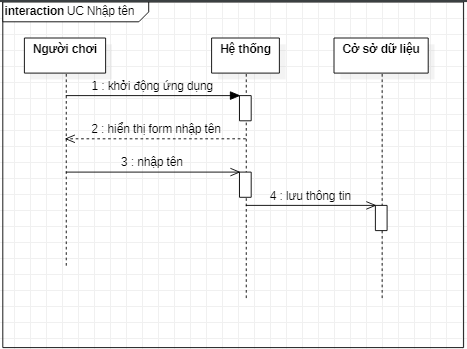 interaction UC Nhập tên
Người chơi
Hệ thống
Cở sở dữ liệu
1 : khởi động ứng dụng
2 : hiển thị form nhập tên
3 : nhập tên
4 : lưu thông tin